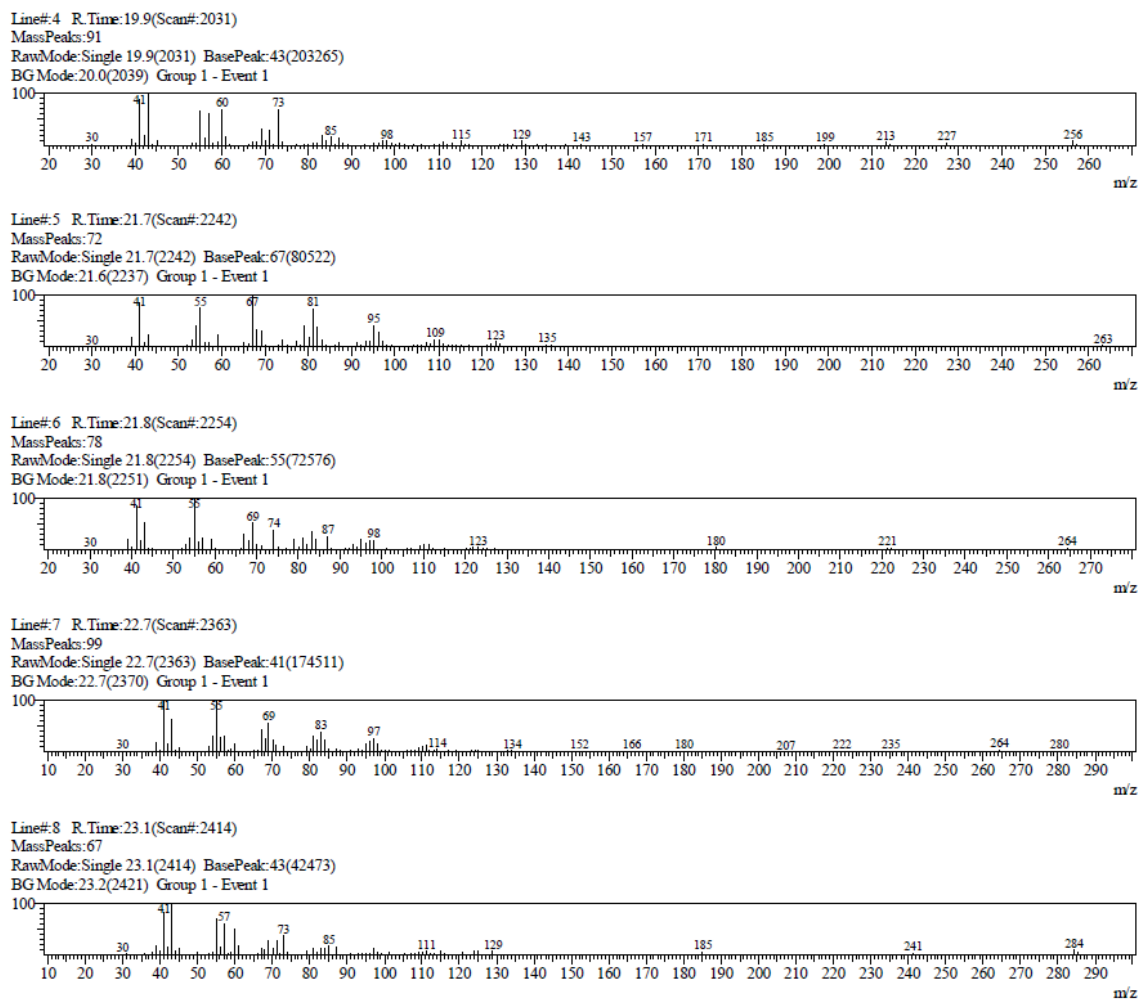 Line#:4 R.Time:19.9(Scan#:2031)
MassPeaks:91
RawMode:Single 19.9(2031) BasePeak:43(203265)
BG Mode:20.0(2039) Group 1 - Event 1
100
41 60 73
30 85 98 115 129 143 157 171 185 199 213 227 256
20 30 40 50 60 70 80 90 100 110 120 130 140 150 160 170 180 190 200 210 220 230 240 250 260
m/z
Line#:5 R.Time:21.7(Scan#:2242)
MassPeaks:72
RawMode:Single 21.7(2242) BasePeak:67(80522)
BG Mode:21.6(2237) Group 1 - Event 1
100
41 55 67 81
95
30 109 123 135 263
20 30 40 50 60 70 80 90 100 110 120 130 140 150 160 170 180 190 200 210 220 230 240 250 260
m/z
Line#:6 R.Time:21.8(Scan#:2254)
MassPeaks:78
RawMode:Single 21.8(2254) BasePeak:55(72576)
BG Mode:21.8(2251) Group 1 - Event 1
100
41 55
69 74 87
30 98 123 180 221 264
20 30 40 50 60 70 80 90 100 110 120 130 140 150 160 170 180 190 200 210 220 230 240 250 260 270
m/z
Line#:7 R.Time:22.7(Scan#:2363)
MassPeaks:99
RawMode:Single 22.7(2363) BasePeak:41(174511)
BG Mode:22.7(2370) Group 1 - Event 1
100
41 55
69 83
30 97 114 134 152 166 180 207 222 235 264 280
10 20 30 40 50 60 70 80 90 100 110 120 130 140 150 160 170 180 190 200 210 220 230 240 250 260 270 280 290
m/z
Line#:8 R.Time:23.1(Scan#:2414)
MassPeaks:67
RawMode:Single 23.1(2414) BasePeak:43(42473)
BG Mode:23.2(2421) Group 1 - Event 1
100
41 57
73
30 85 111 129 185 241 284
10 20 30 40 50 60 70 80 90 100 110 120 130 140 150 160 170 180 190 200 210 220 230 240 250 260 270 280 290
m/z